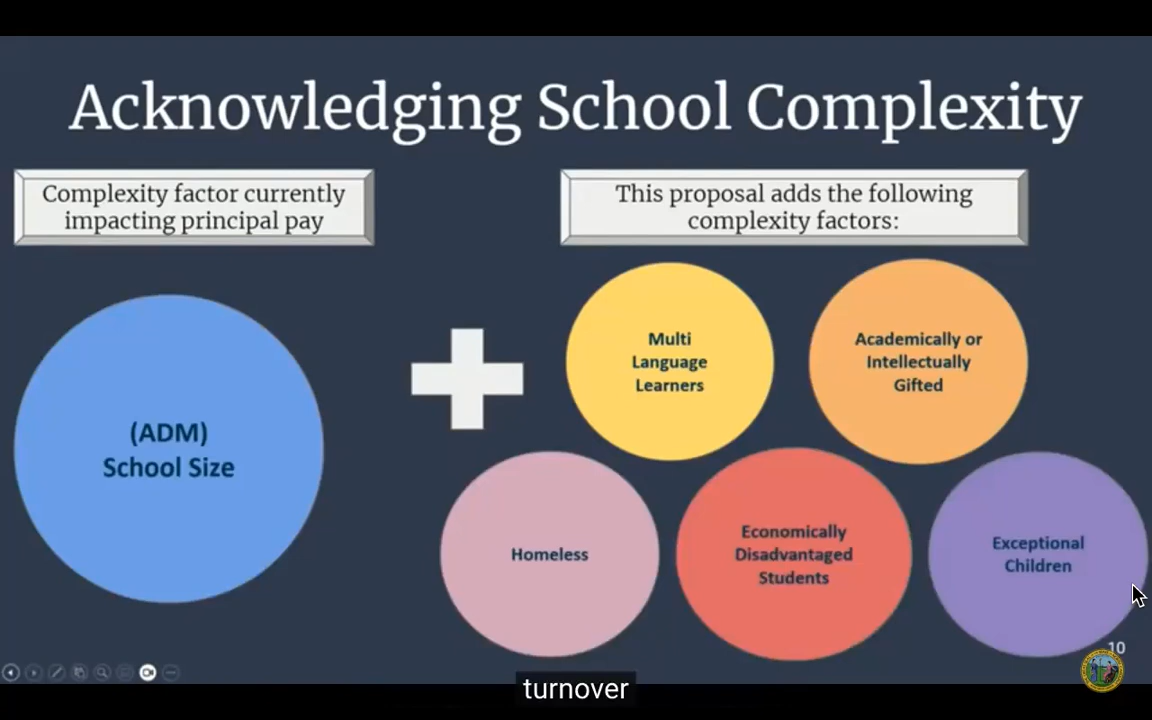 Acknowledging School Complexity
Complexity factor currently
impacting principal pay
This proposal adds the following
complexity factors:
(ADM)
School Size
Multi
Language
Learners
Academically or
Intellectually
Gifted
Homeless
Economically
Disadvantaged
Students
Exceptional
Children
10
turnover